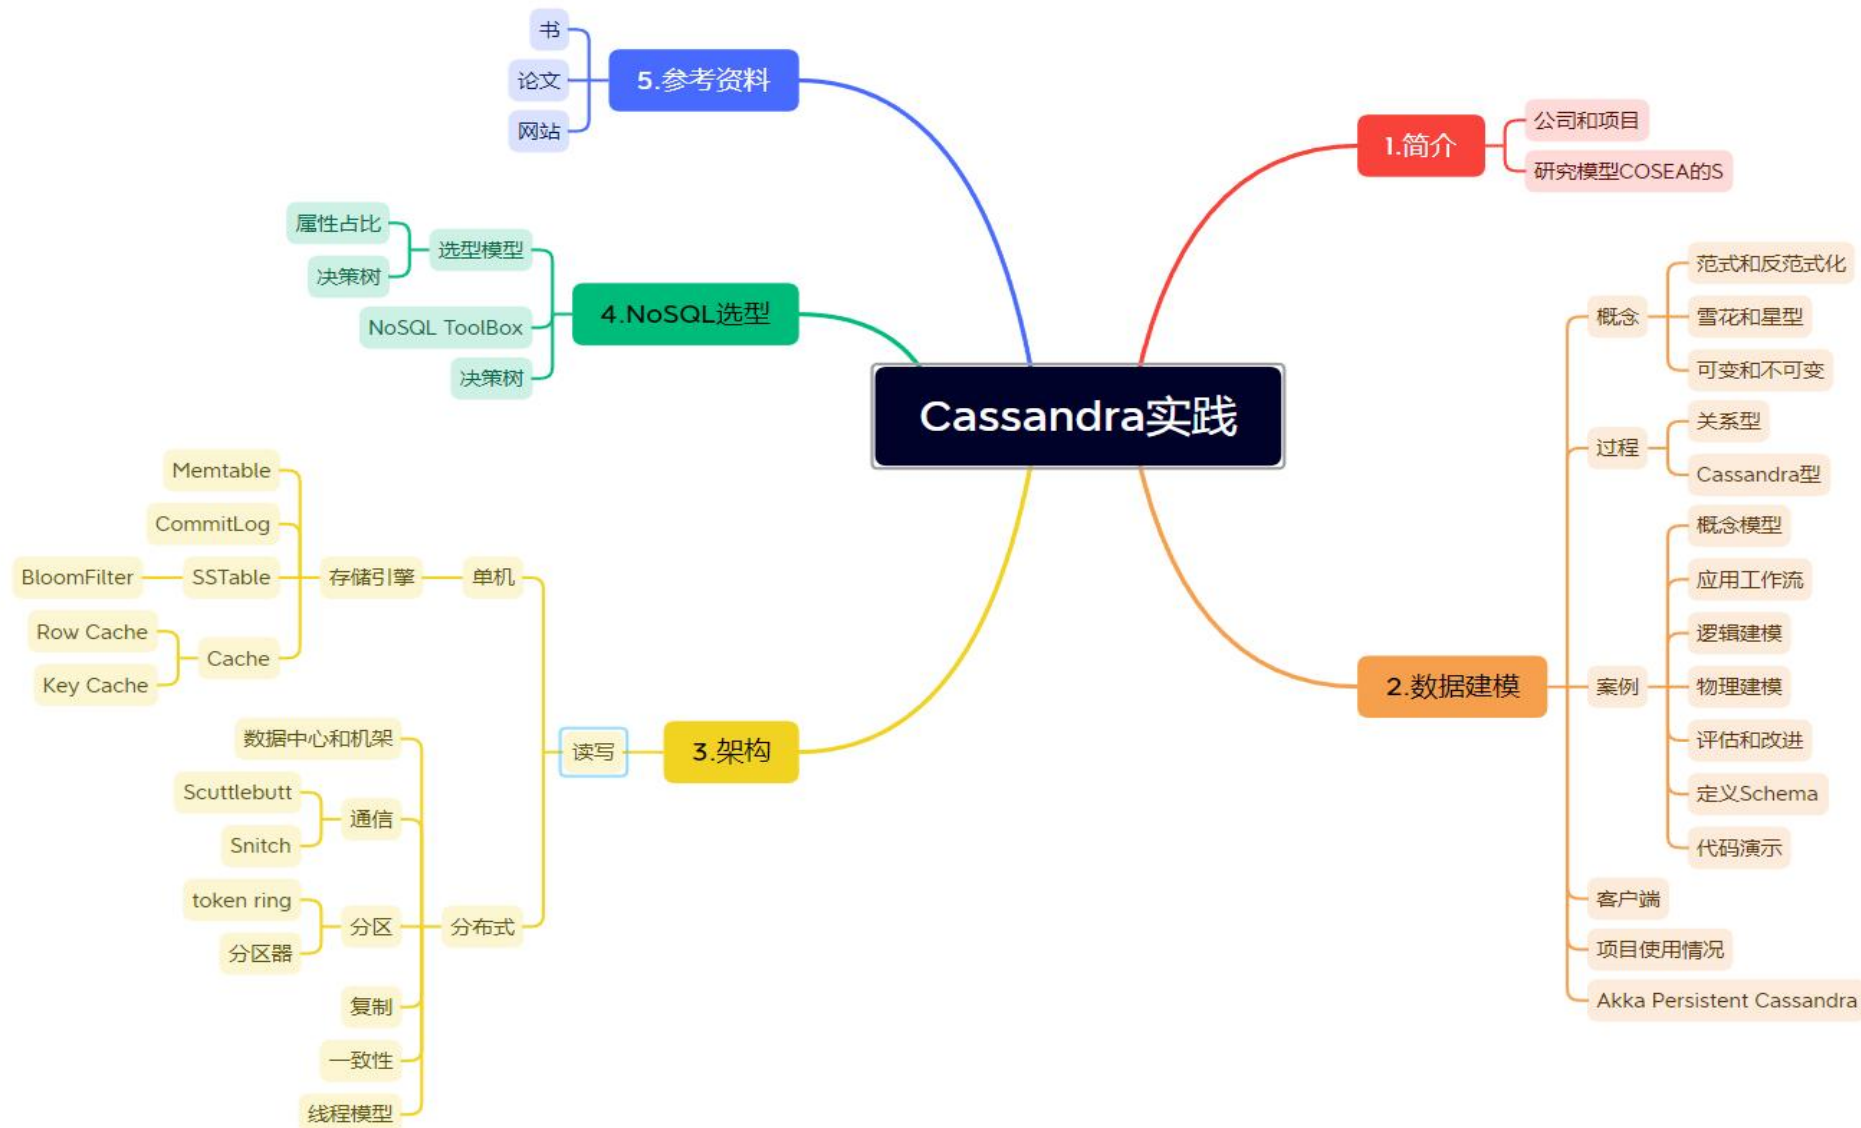 Cassandra实践
1.简介
公司和项目
研究模型COSEA的S
2.数据建模
概念
范式和反范式化
雪花和星型
可变和不可变
过程
关系型
Cassandra型
案例
概念模型
应用工作流
逻辑建模
物理建模
评估和改进
定义Schema
代码演示
客户端
项目使用情况
Akka Persistent Cassandra
3.架构
读写
单机
存储引擎
Memtable
CommitLog
SSTable
BloomFilter
Cache
Row Cache
Key Cache
分布式
数据中心和机架
通信
Scuttlebutt
Snitch
分区
token ring
分区器
复制
一致性
线程模型
4.NoSQL选型
选型模型
属性占比
决策树
NoSQL ToolBox
决策树
5.参考资料
书
论文
网站